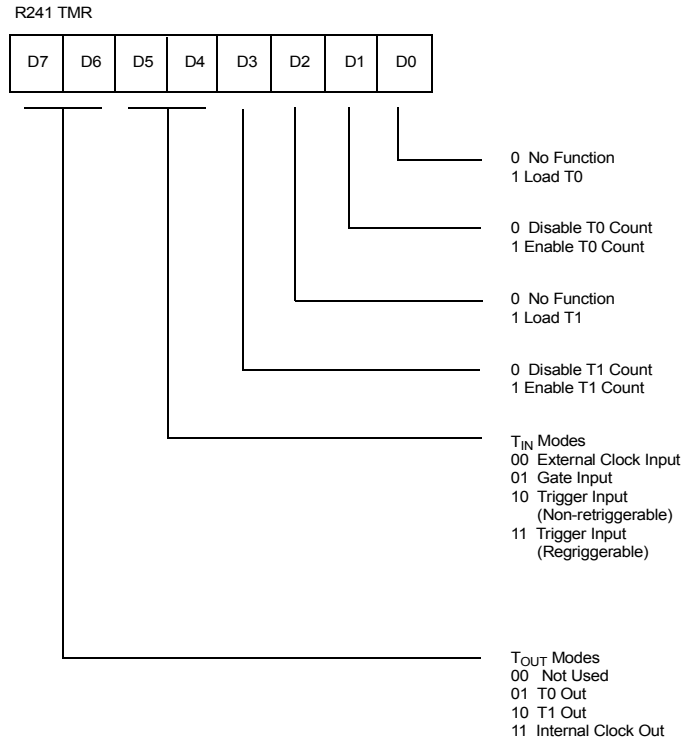 R241 TMR
D7 D6 D5 D4 D3 D2 D1 D0
0 No Function
1 Load T0
0 Disable T0 Count
1 Enable T0 Count
0 No Function
1 Load T1
0 Disable T1 Count
1 Enable T1 Count
TIN Modes
00 External Clock Input
01 Gate Input
10 Trigger Input
(Non-retriggerable)
11 Trigger Input
(Regriggerable)
TOUT Modes
00 Not Used
01 T0 Out
10 T1 Out
11 Internal Clock Out